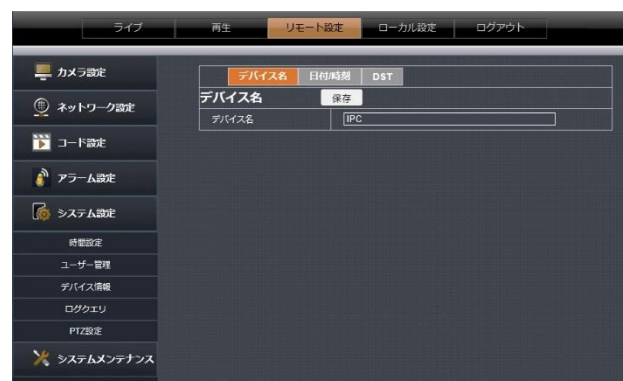 ライブ 再生 リモート設定 ローカル設定 ログアウト
カメラ設定
ネットワーク設定
コード設定
アラーム設定
システム設定
時間設定
ユーザー管理
デバイス情報
ログクエリ
PTZ設定
システムメンテナンス
デバイス名 日付/時刻 DST
デバイス名 保存
デバイス名 IPC